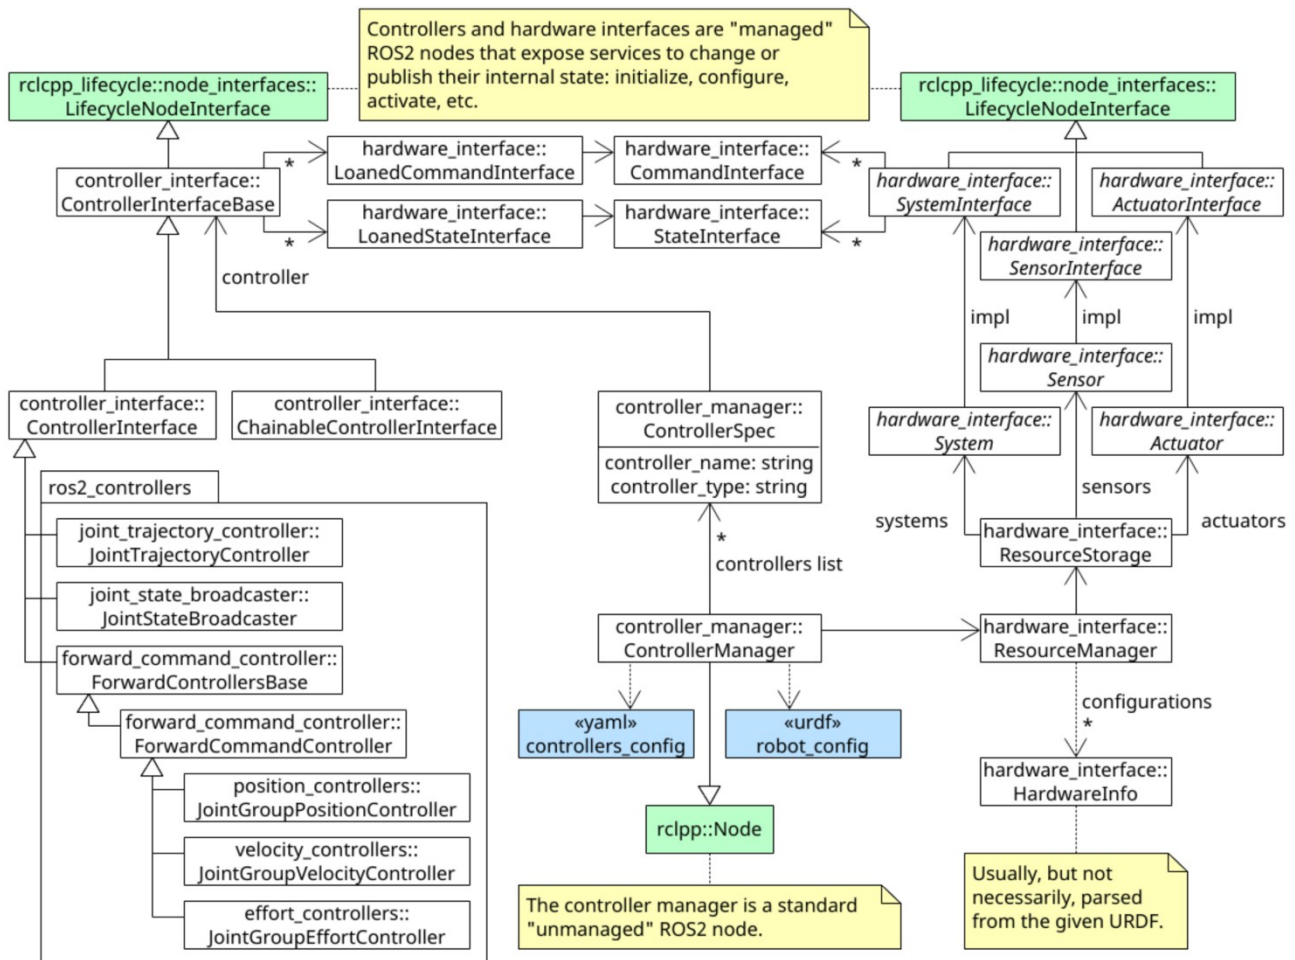 Controllers and hardware interfaces are "managed"
ROS2 nodes that expose services to change or
publish their internal state: initialize, configure,
activate, etc.
rclcpp_lifecycle::node_interfaces::
LifecycleNodeInterface
rclcpp_lifecycle::node_interfaces::
LifecycleNodeInterface
controller_interface::
ControllerInterfaceBase
*
*
hardware_interface::
LoanedCommandInterface
hardware_interface::
CommandInterface
hardware_interface::
LoanedStateInterface
hardware_interface::
StateInterface
*
*
hardware_interface::
SystemInterface
hardware_interface::
ActuatorInterface
hardware_interface::
SensorInterface
controller
impl
impl
impl
hardware_interface::
Sensor
hardware_interface::
System
hardware_interface::
Actuator
controller_interface::
ControllerInterface
controller_interface::
ChainableControllerInterface
controller_manager::
ControllerSpec
controller_name: string
controller_type: string
sensors
systems
actuators
hardware_interface::
ResourceStorage
ros2_controllers
joint_trajectory_controller::
JointTrajectoryController
joint_state_broadcaster::
JointStateBroadcaster
forward_command_controller::
ForwardControllersBase
forward_command_controller::
ForwardCommandController
position_controllers::
JointGroupPositionController
velocity_controllers::
JointGroupVelocityController
effort_controllers::
JointGroupEffortController
*
controllers list
controller_manager::
ControllerManager
hardware_interface::
ResourceManager
«yaml»
controllers_config
«urdf»
robot_config
configurations
*
hardware_interface::
HardwareInfo
rclpp::Node
The controller manager is a standard
"unmanaged" ROS2 node.
Usually, but not
necessarily, parsed
from the given URDF.